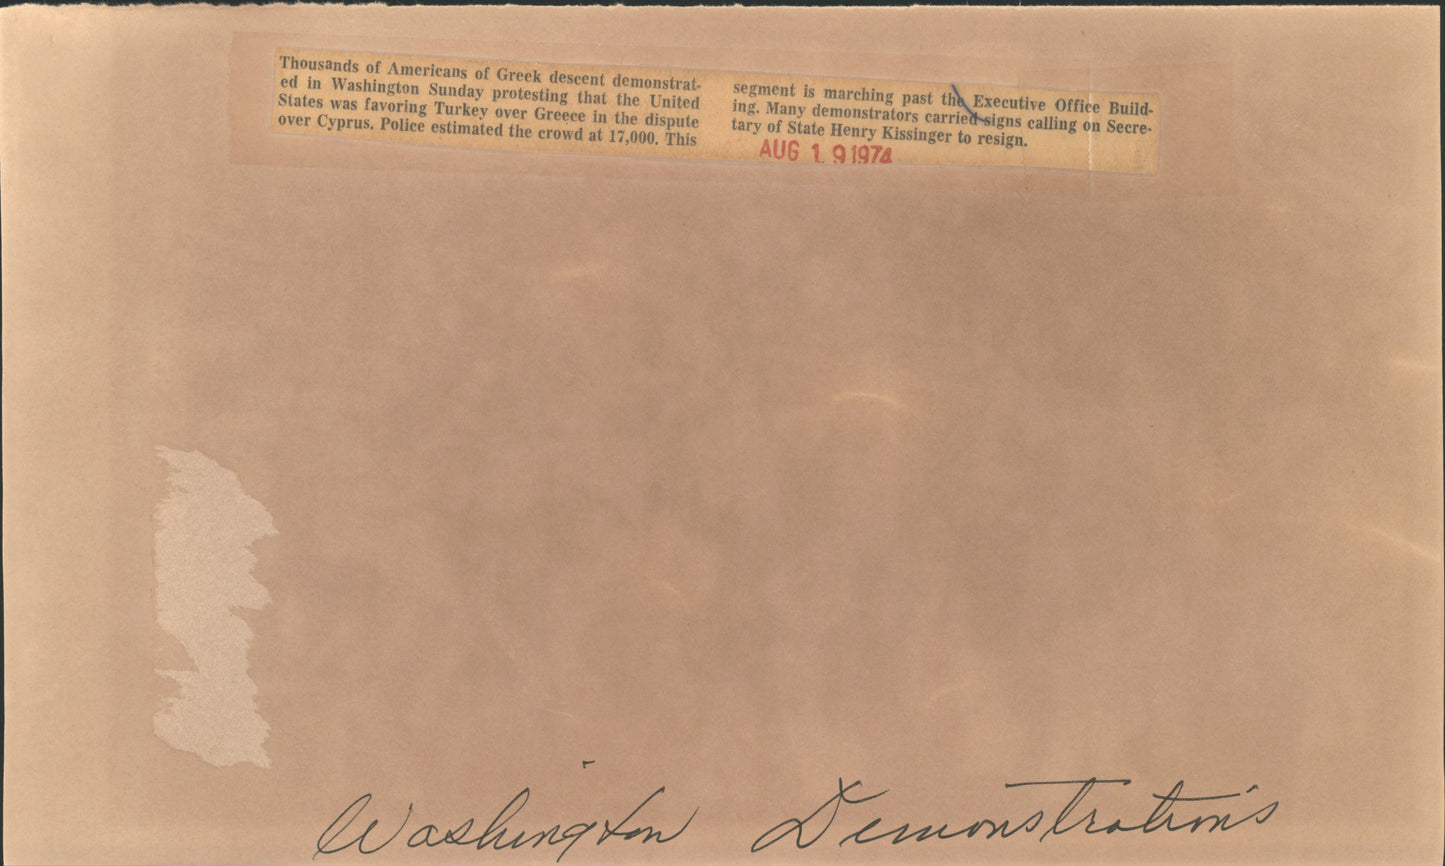 Thousands of Americans of Greek descent demonstrat-
ed in Washington Sunday protesting that the United
States was favoring Turkey over Greece in the dispute
over Cyprus. Police estimated the crowd at 17,000. This
segment is marching past the Executive Office Build-
ing. Many demonstrators carried signs calling on Secre-
tary of State Henry Kissinger to resign.
AUG 19 1974
Washington Demonstrations